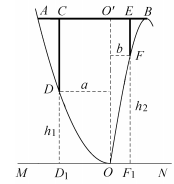 A C O′ E B
b F
D a
h₁ h₂
M D₁ O F₁ N